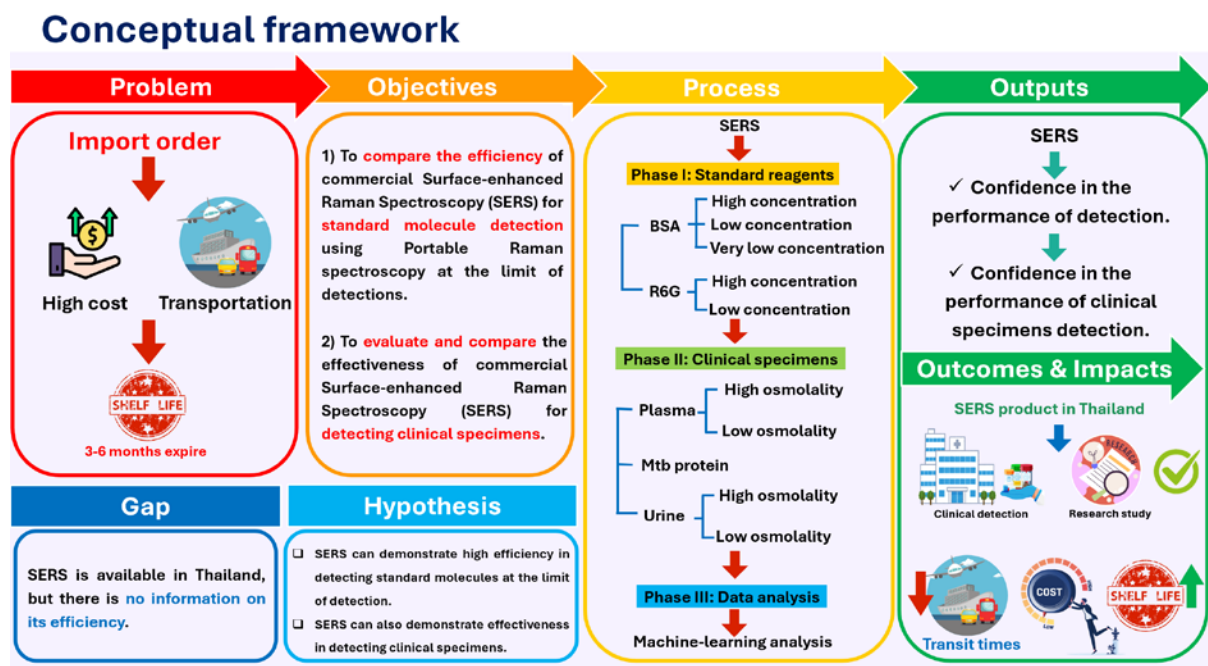 Conceptual framework
Problem
Import order
High cost
Transportation
SHELF LIFE
3-6 months expire
Gap
SERS is available in Thailand,
but there is no information on
its efficiency.
Objectives
1) To compare the efficiency of
commercial Surface-enhanced
Raman Spectroscopy (SERS) for
standard molecule detection
using Portable Raman
spectroscopy at the limit of
detections.
2) To evaluate and compare the
effectiveness of commercial
Surface-enhanced Raman
Spectroscopy (SERS) for
detecting clinical specimens.
Hypothesis
SERS can demonstrate high efficiency in
detecting standard molecules at the limit
of detection.
SERS can also demonstrate effectiveness
in detecting clinical specimens.
Process
SERS
Phase I: Standard reagents
BSA
High concentration
Low concentration
Very low concentration
R6G
High concentration
Low concentration
Phase II: Clinical specimens
Plasma
High osmolality
Low osmolality
Mtb protein
Urine
High osmolality
Low osmolality
Phase III: Data analysis
Machine-learning analysis
Outputs
SERS
✓ Confidence in the
performance of detection.
✓ Confidence in the
performance of clinical
specimens detection.
Outcomes & Impacts
SERS product in Thailand
Clinical detection
RESEARCH
Research study
Transit times
COST
LOW
SHELF LIFE